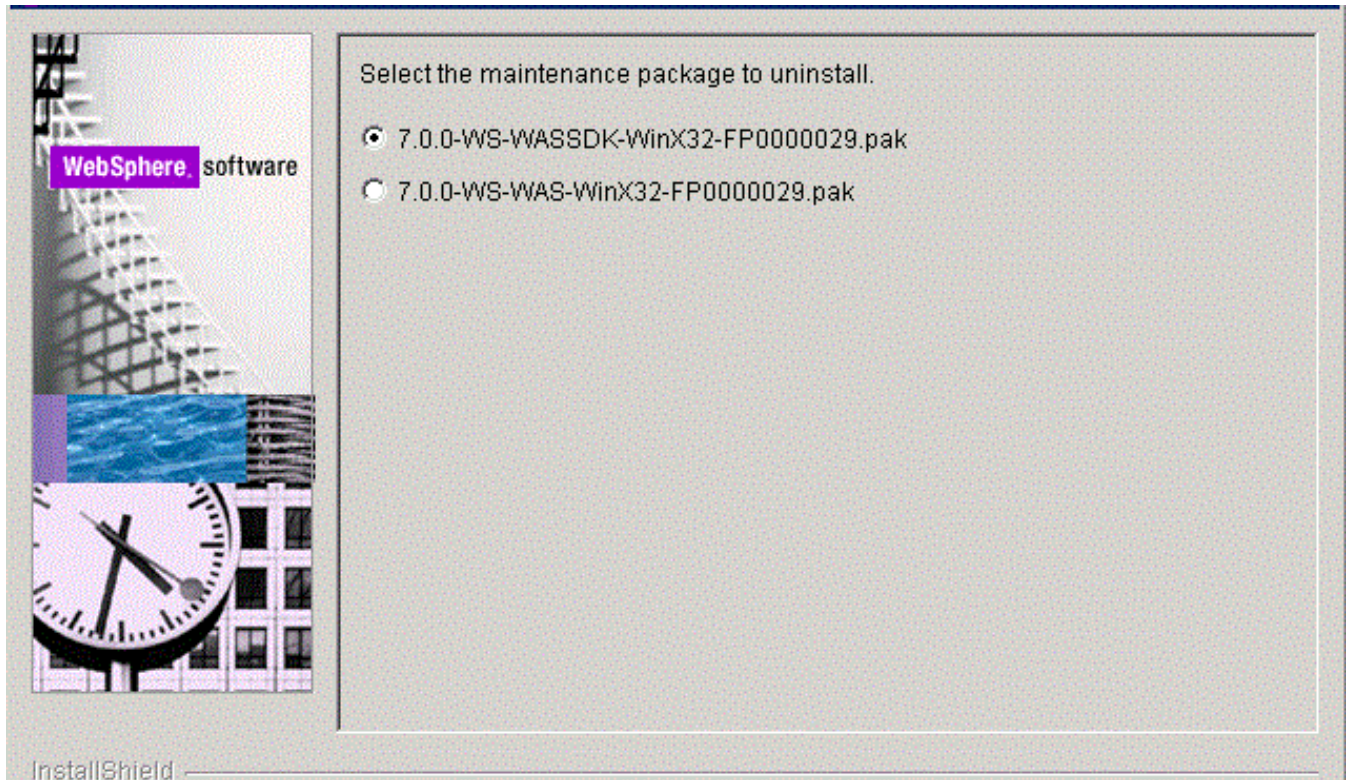 Select the maintenance package to uninstall.
7.0.0-WS-WASSDK-WinX32-FP0000029.pak
7.0.0-WS-WAS-WinX32-FP0000029.pak
WebSphere. software
InstallShield